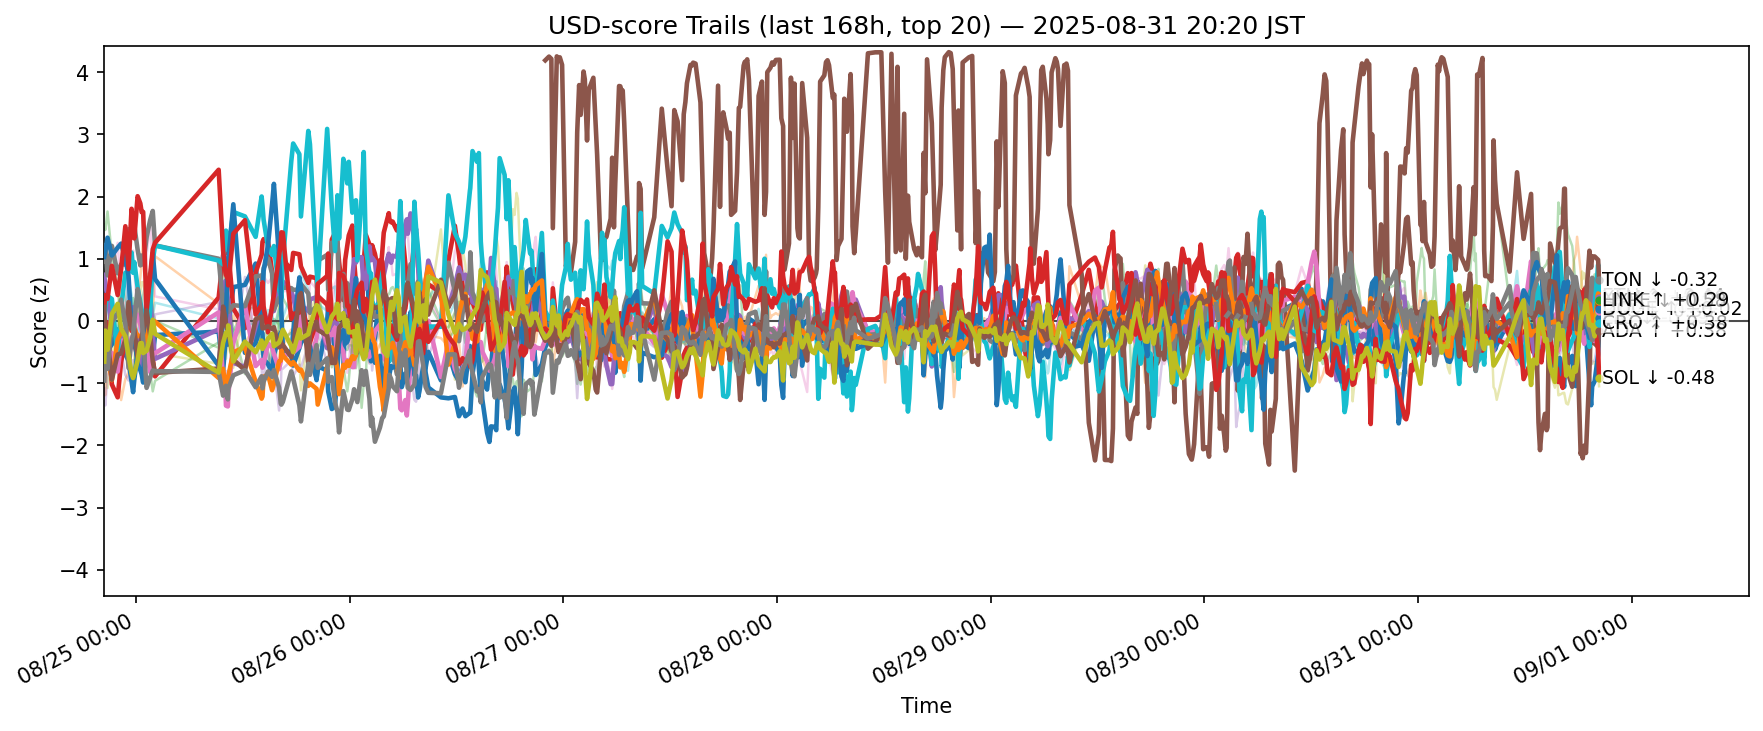 USD-score Trails (last 168h, top 20) — 2025-08-31 20:20 JST
Score (z)
4
3
2
1
0
−1
−2
−3
−4
TON ↓ -0.32
LINK ↑ +0.29
CRO ↑ +0.38
ADA ↑ +0.38
SOL ↓ -0.48
08/25 00:00
08/26 00:00
08/27 00:00
08/28 00:00
08/29 00:00
08/30 00:00
08/31 00:00
09/01 00:00
Time